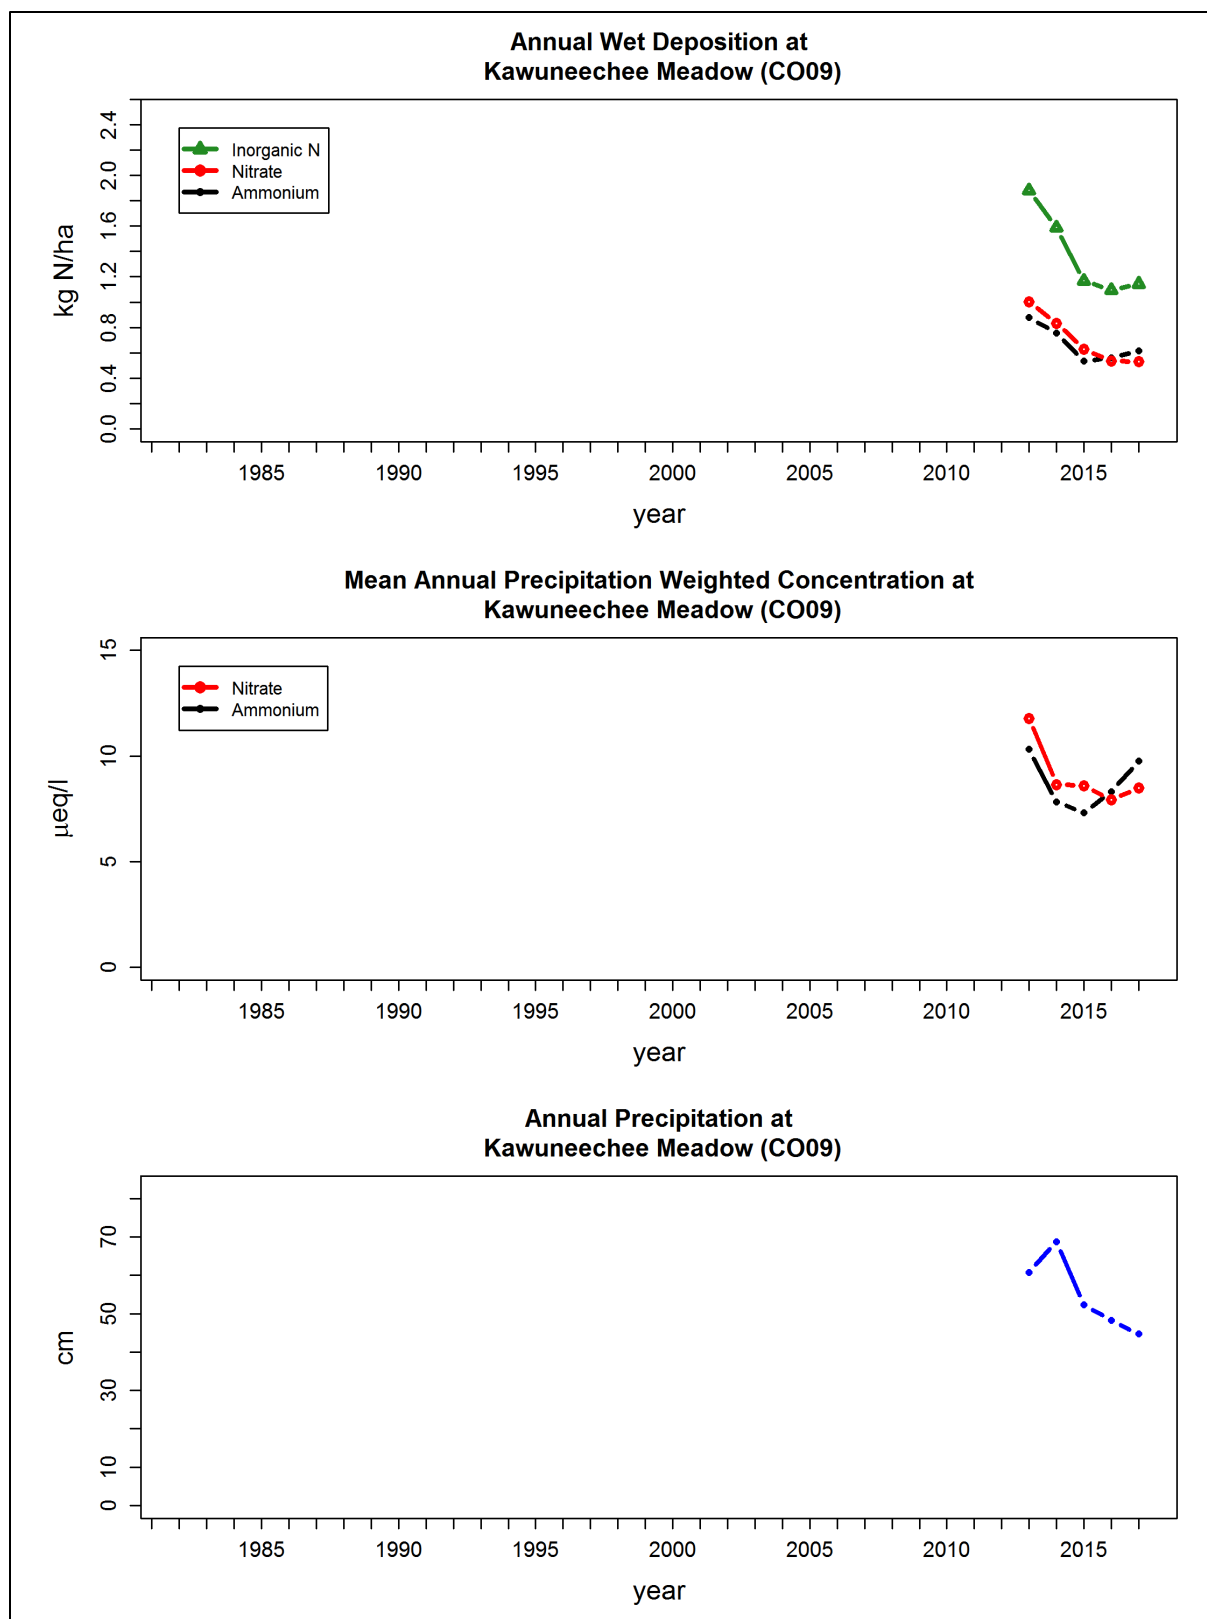 Annual Wet Deposition at
Kawuneechee Meadow (CO09)
kg N/ha
2.4
2.0
1.6
1.2
0.8
0.4
0.0
Inorganic N
Nitrate
Ammonium
1985 1990 1995 2000 2005 2010 2015
year
Mean Annual Precipitation Weighted Concentration at
Kawuneechee Meadow (CO09)
µeq/l
15
10
5
0
Nitrate
Ammonium
1985 1990 1995 2000 2005 2010 2015
year
Annual Precipitation at
Kawuneechee Meadow (CO09)
cm
70
50
30
10
0
1985 1990 1995 2000 2005 2010 2015
year